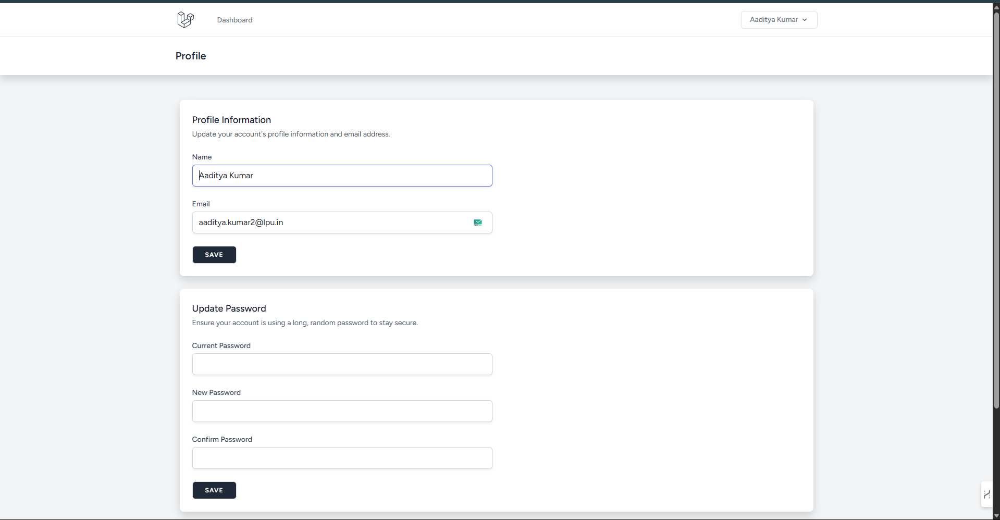 Dashboard
Aaditya Kumar
Profile
Profile Information
Update your account's profile information and email address.
Name
Aaditya Kumar
Email
aaditya.kumar2@lpu.in
SAVE
Update Password
Ensure your account is using a long, random password to stay secure.
Current Password
New Password
Confirm Password
SAVE